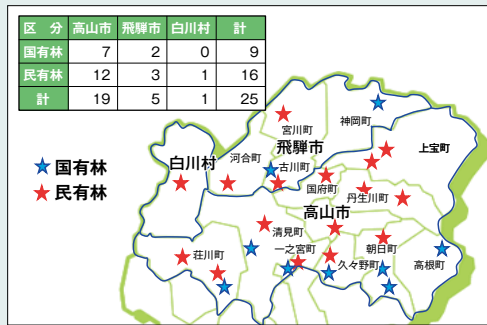 区 分 高山市 飛騨市 白川村 計
国有林 7 2 0 9
民有林 12 3 1 16
計 19 5 1 25
神岡町
宮川町
上宝町
飛騨市
白川村 河合町 古川町
国府町
国有林
丹生川町
民有林
高山市
清見町
一之宮町 朝日町
荘川町 久々野町 高根町